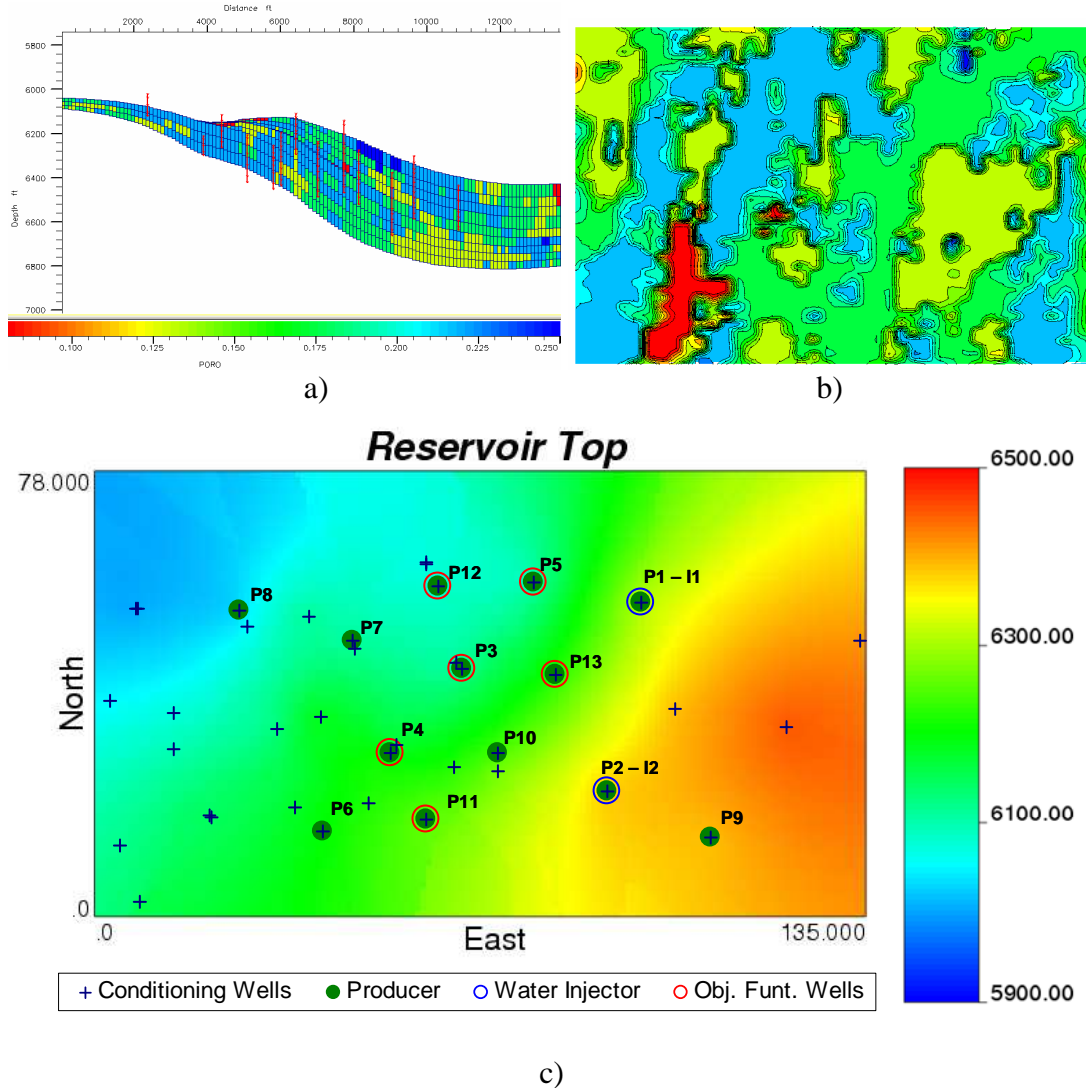 Distance ft
2000 4000 6000 8000 10000 12000
5800
6000
6200
6400
6600
6800
7000
Depth ft
0.100 0.125 0.150 0.175 0.200 0.225 0.250
PORO
a)
b)
Reservoir Top
78.000
North
.0
.0
East
135.000
P12
P5
P1 – I1
P8
P7
P3
P13
P4
P10
P2 – I2
P11
P6
P9
6500.00
6300.00
6100.00
5900.00
Conditioning Wells
Producer
Water Injector
Obj. Funt. Wells
c)